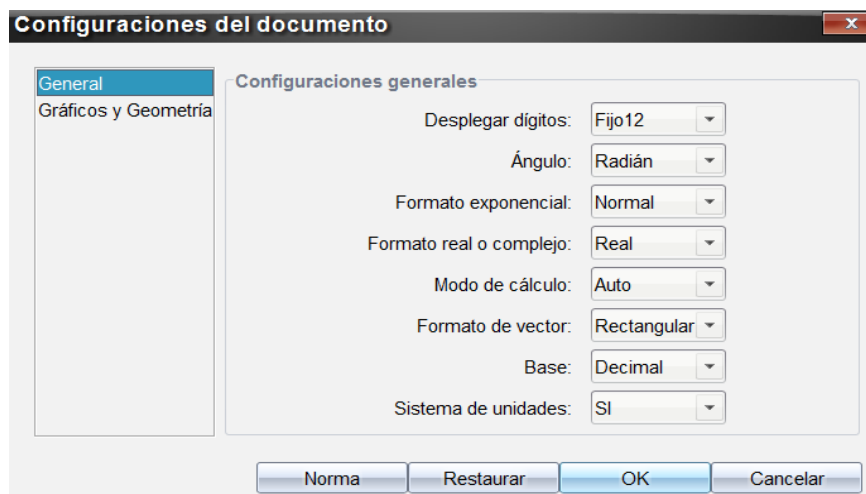 Configuraciones del documento
x
General
Gráficos y Geometría
Configuraciones generales
Desplegar dígitos: Fijo12
Ángulo: Radián
Formato exponencial: Normal
Formato real o complejo: Real
Modo de cálculo: Auto
Formato de vector: Rectangular
Base: Decimal
Sistema de unidades: SI
Norma Restaurar OK Cancelar